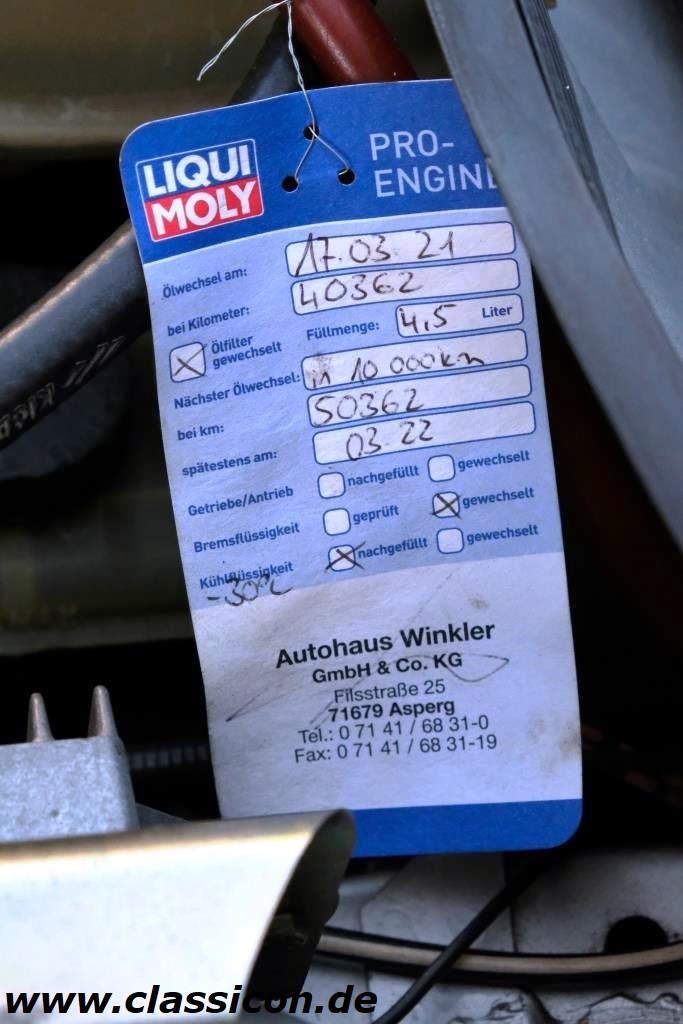 LIQUI
MOLY
PRO-
ENGINE
Ölwechsel am: 17.03.21
bei Kilometer: 40362
Ölfilter
gewechselt
Füllmenge: 4,5 Liter
Nächster Ölwechsel: in 10 000km
bei km: 50362
spätestens am: 03.22
Getriebe/Antrieb nachgefüllt gewechselt
Bremsflüssigkeit geprüft gewechselt
Kühlflüssigkeit nachgefüllt gewechselt
-30°C
Autohaus Winkler
GmbH & Co. KG
Filsstraße 25
71679 Asperg
Tel.: 0 71 41 / 68 31-0
Fax: 0 71 41 / 68 31-19
www.classicon.de